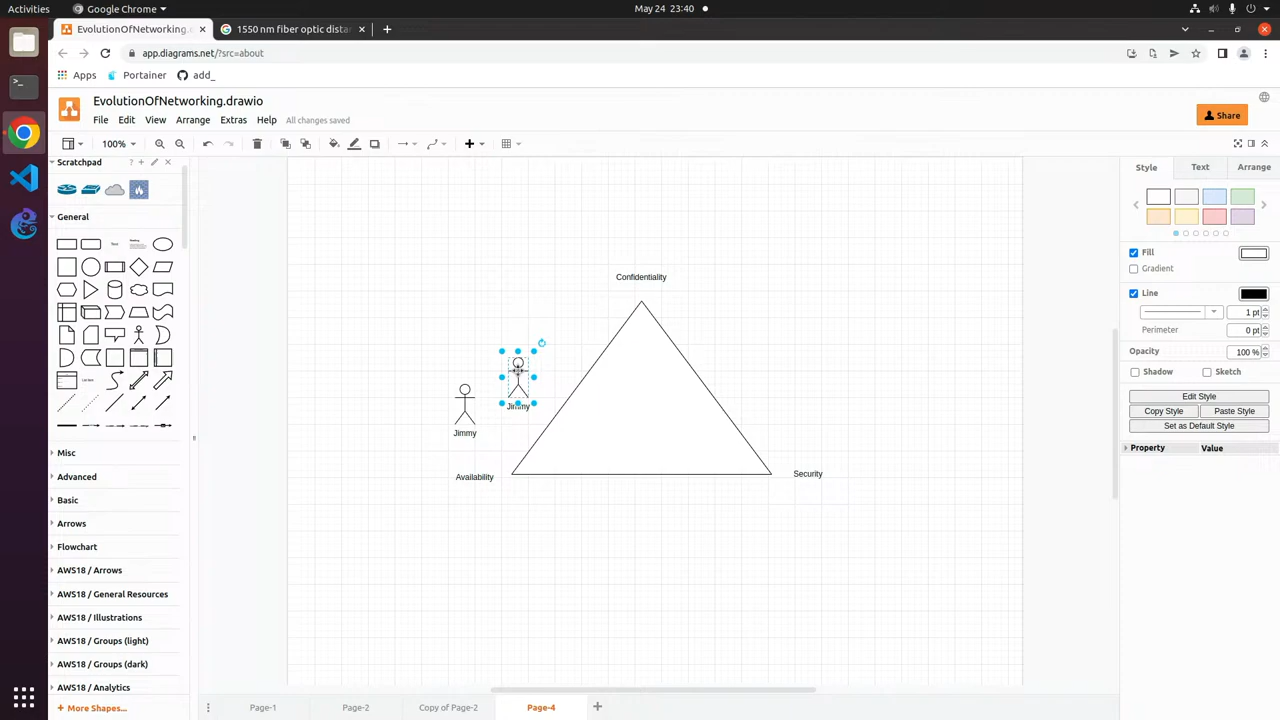 Activities
Google Chrome
May 24 23:40
EvolutionOfNetworking.
1550 nm fiber optic dista
app.diagrams.net/?src=about
Apps
Portainer
add_
EvolutionOfNetworking.drawio
File Edit View Arrange Extras Help All changes saved
Share
100%
Scratchpad
General
Misc
Advanced
Basic
Arrows
Flowchart
AWS18 / Arrows
AWS18 / General Resources
AWS18 / Illustrations
AWS18 / Groups (light)
AWS18 / Groups (dark)
AWS18 / Analytics
+ More Shapes...
Confidentiality
Jimmy
Jimmy
Availability
Security
Style Text Arrange
Fill
Gradient
Line
1 pt
Perimeter 0 pt
Opacity 100 %
Shadow Sketch
Edit Style
Copy Style Paste Style
Set as Default Style
Property Value
Page-1 Page-2 Copy of Page-2 Page-4